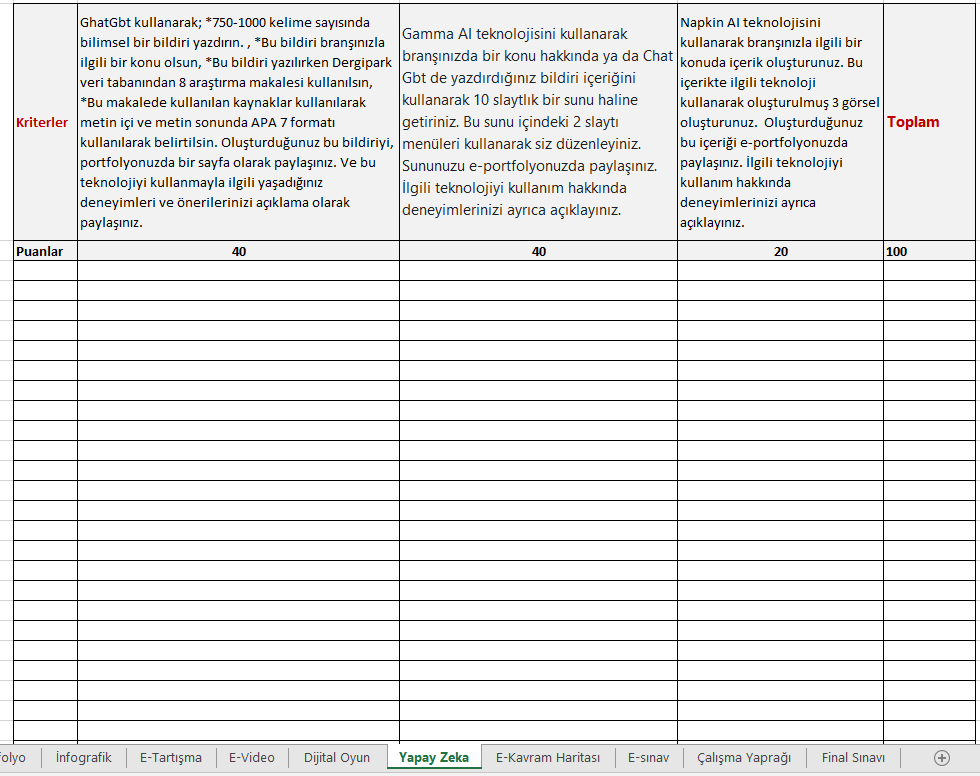 Kriterler
GhatGbt kullanarak; *750-1000 kelime sayısında
bilimsel bir bildiri yazdırın. , *Bu bildiri branşınızla
ilgili bir konu olsun, *Bu bildiri yazılırken Dergipark
veri tabanından 8 araştırma makalesi kullanılsın,
*Bu makalede kullanılan kaynaklar kullanılarak
metin içi ve metin sonunda APA 7 formatı
kullanılarak belirtilsin. Oluşturduğunuz bu bildiriyi,
portfolyonuzda bir sayfa olarak paylaşınız. Ve bu
teknolojiyi kullanmayla ilgili yaşadığınız
deneyimleri ve önerilerinizi açıklama olarak
paylaşınız.
Gamma AI teknolojisini kullanarak
branşınızda bir konu hakkında ya da Chat
Gbt de yazdırdığınız bildiri içeriğini
kullanarak 10 slaytlık bir sunu haline
getiriniz. Bu sunu içindeki 2 slaytı
menüleri kullanarak siz düzenleyiniz.
Sununuzu e-portfolyonuzda paylaşınız.
İlgili teknolojiyi kullanım hakkında
deneyimlerinizi ayrıca açıklayınız.
Napkin AI teknolojisini
kullanarak branşınızla ilgili bir
konuda içerik oluşturunuz. Bu
içerikte ilgili teknoloji
kullanarak oluşturulmuş 3 görsel
oluşturunuz. Oluşturduğunuz
bu içeriği e-portfolyonuzda
paylaşınız. İlgili teknolojiyi
kullanım hakkında
deneyimlerinizi ayrıca
açıklayınız.
Toplam
Puanlar 40 40 20 100
folyo İnfografik E-Tartışma E-Video Dijital Oyun Yapay Zeka E-Kavram Haritası E-sınav Çalışma Yaprağı Final Sınavı